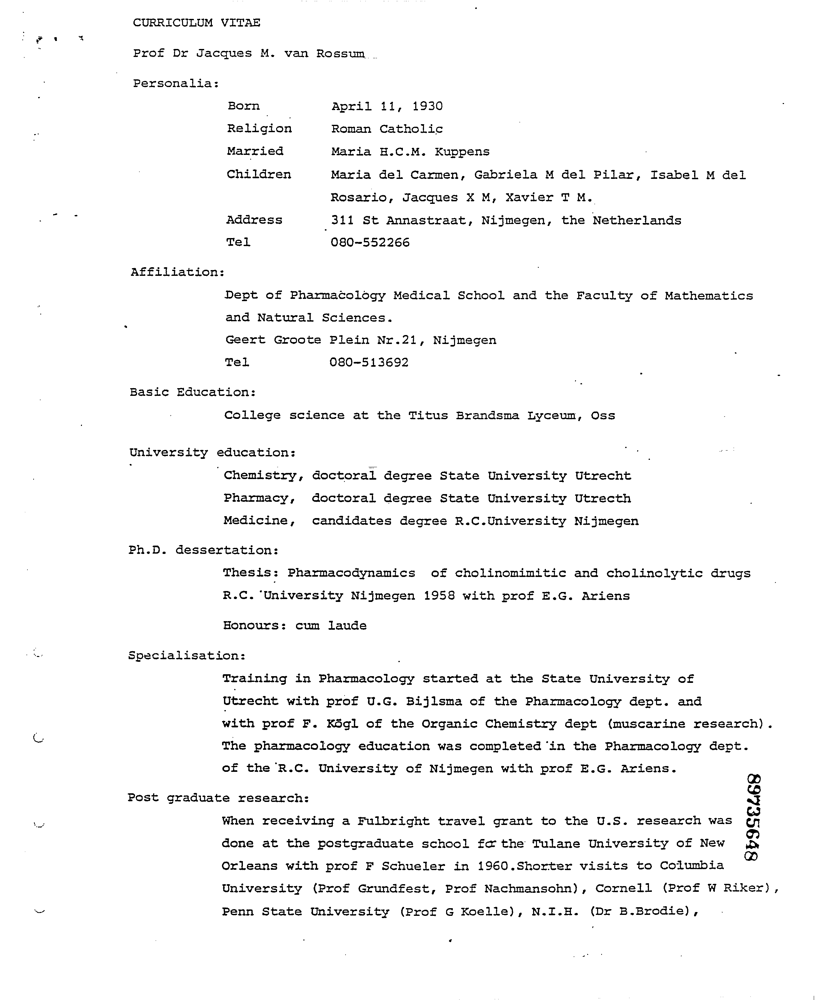 CURRICULUM VITAE
Prof Dr Jacques M. van Rossum
Personalia:
Born April 11, 1930
Religion Roman Catholic
Married Maria H.C.M. Kuppens
Children Maria del Carmen, Gabriela M del Pilar, Isabel M del
Rosario, Jacques X M, Xavier T M.
Address 311 St Annastraat, Nijmegen, the Netherlands
Tel 080-552266
Affiliation:
Dept of Pharmacology Medical School and the Faculty of Mathematics
and Natural Sciences.
Geert Groote Plein Nr.21, Nijmegen
Tel 080-513692
Basic Education:
College science at the Titus Brandsma Lyceum, Oss
University education:
Chemistry, doctoral degree State University Utrecht
Pharmacy, doctoral degree State University Utrecth
Medicine, candidates degree R.C.University Nijmegen
Ph.D. dessertation:
Thesis: Pharmacodynamics of cholinomimitic and cholinolytic drugs
R.C. University Nijmegen 1958 with prof E.G. Ariens
Honours: cum laude
Specialisation:
Training in Pharmacology started at the State University of
Utrecht with prof U.G. Bijlsma of the Pharmacology dept. and
with prof F. Kögl of the Organic Chemistry dept (muscarine research).
The pharmacology education was completed in the Pharmacology dept.
of the R.C. University of Nijmegen with prof E.G. Ariens.
Post graduate research:
When receiving a Fulbright travel grant to the U.S. research was
done at the postgraduate school for the Tulane University of New
Orleans with prof F Schueler in 1960.Shorter visits to Columbia
University (Prof Grundfest, Prof Nachmansohn), Cornell (Prof W Riker),
Penn State University (Prof G Koelle), N.I.H. (Dr B.Brodie),
89735648